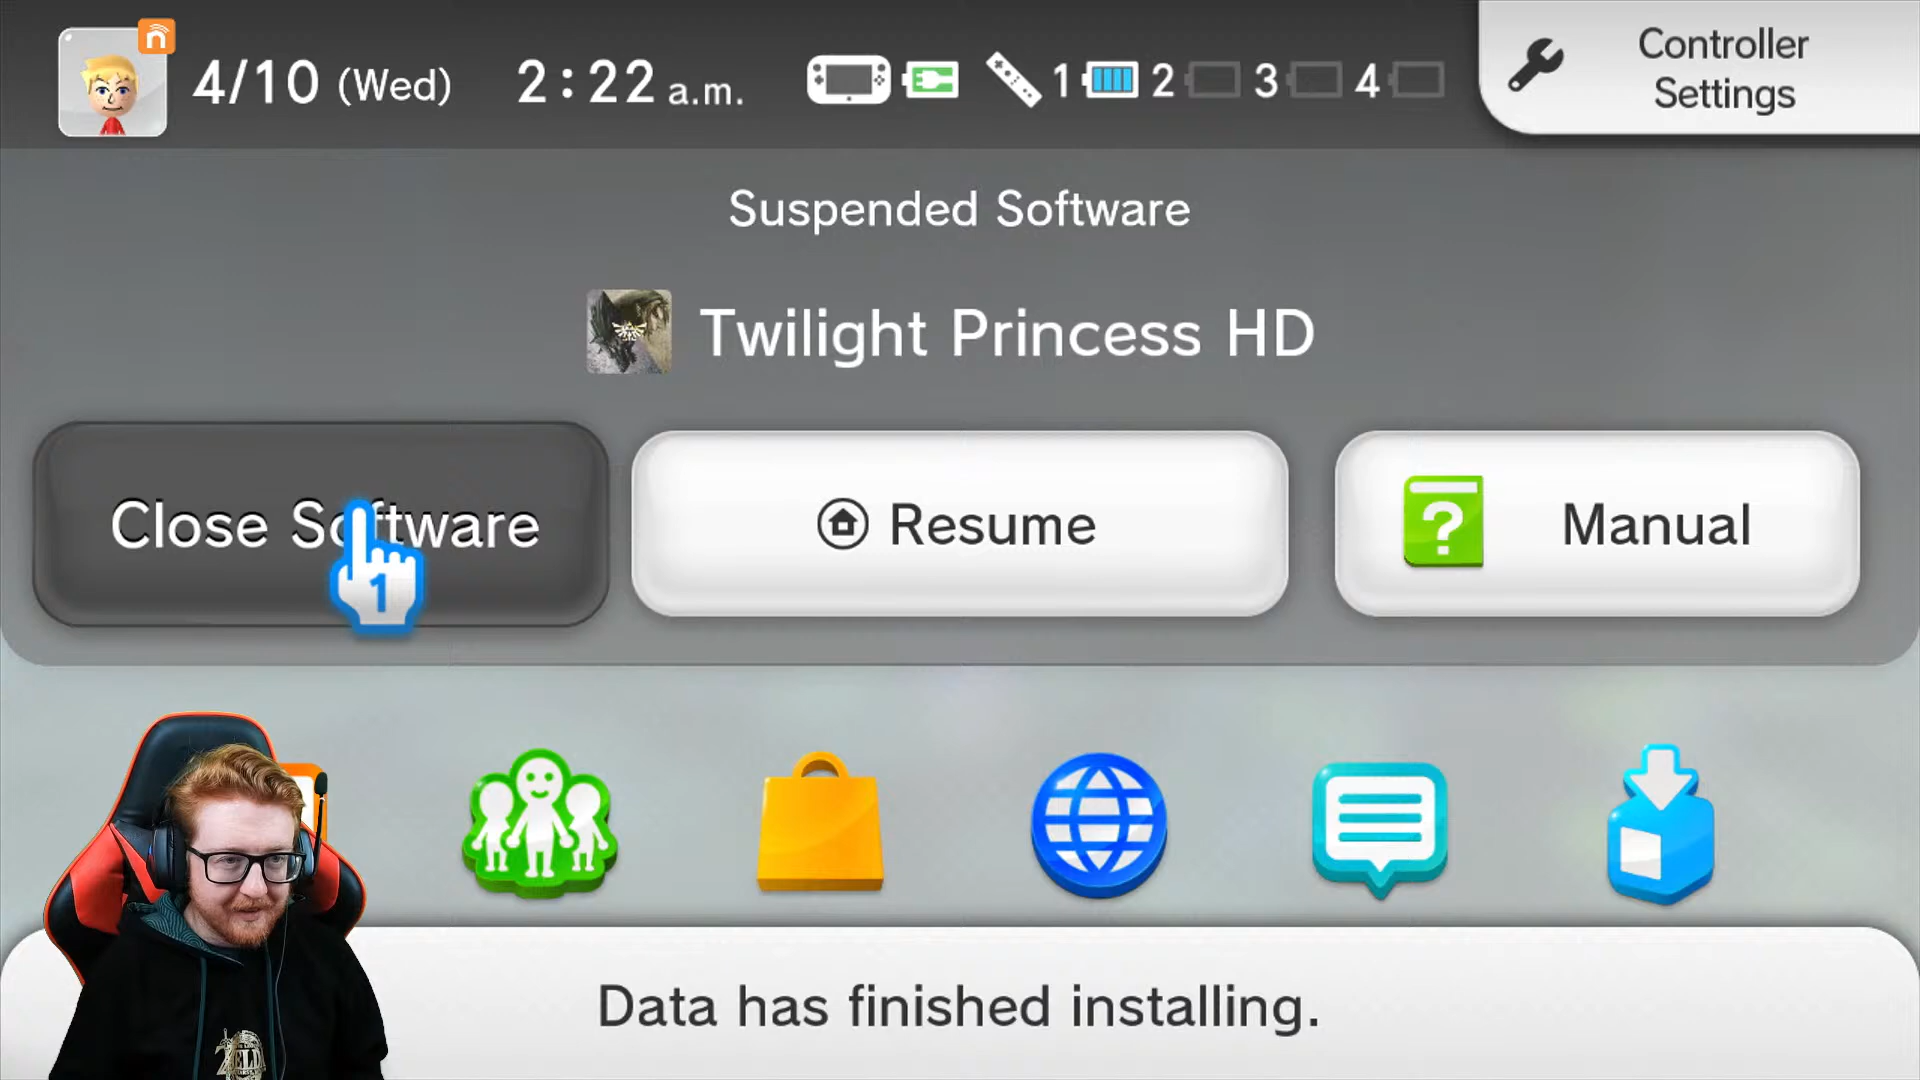 4/10 (Wed) 2:22 a.m. 1 2 3 4
Controller
Settings
Suspended Software
Twilight Princess HD
Close Software
1
Resume
? Manual
Data has finished installing.
ZELDA